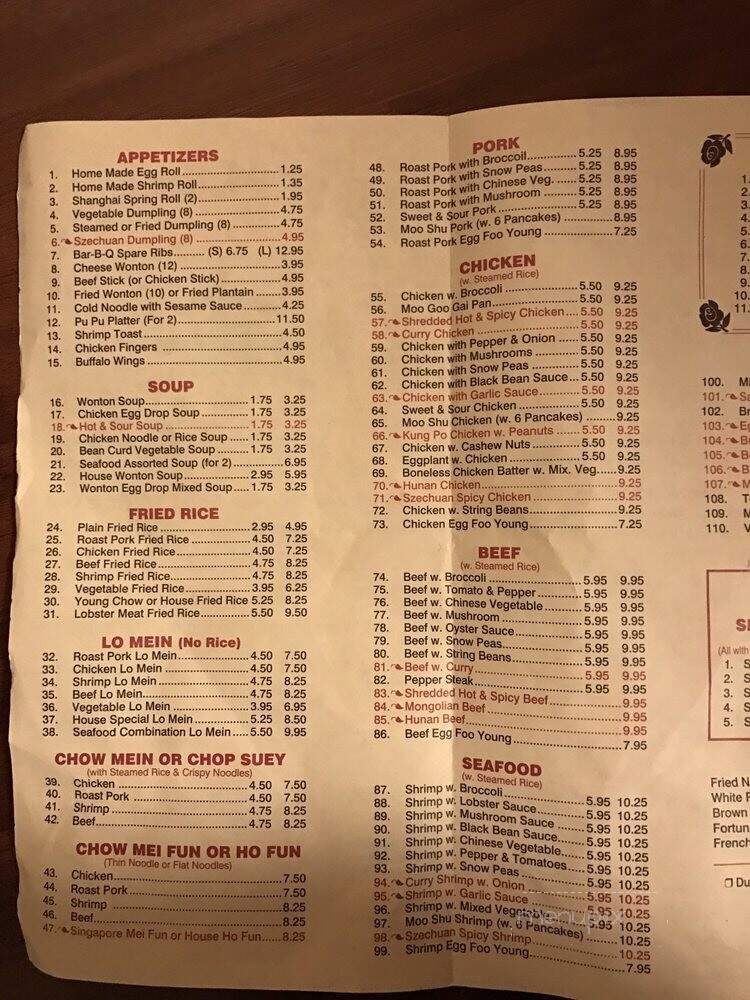 APPETIZERS
1. Home Made Egg Roll 1.25
2. Home Made Shrimp Roll 1.35
3. Shanghai Spring Roll (2) 1.95
4. Vegetable Dumpling (8) 4.75
5. Steamed or Fried Dumpling (8) 4.75
6. Szechuan Dumpling (8) 4.95
7. Bar-B-Q Spare Ribs (S) 6.75 (L) 12.95
8. Cheese Wonton (12) 3.95
9. Beef Stick (or Chicken Stick) 4.95
10. Fried Wonton (10) or Fried Plantain 3.95
11. Cold Noodle with Sesame Sauce 4.25
12. Pu Pu Platter (For 2) 11.50
13. Shrimp Toast 4.50
14. Chicken Fingers 4.95
15. Buffalo Wings 4.95
SOUP
16. Wonton Soup 1.75 3.25
17. Chicken Egg Drop Soup 1.75 3.25
18. Hot & Sour Soup 1.75 3.25
19. Chicken Noodle or Rice Soup 1.75 3.25
20. Bean Curd Vegetable Soup 1.75 3.25
21. Seafood Assorted Soup (for 2) 6.95
22. House Wonton Soup 2.95 5.95
23. Wonton Egg Drop Mixed Soup 1.75 3.25
FRIED RICE
24. Plain Fried Rice 2.95 4.95
25. Roast Pork Fried Rice 4.50 7.25
26. Chicken Fried Rice 4.50 7.25
27. Beef Fried Rice 4.75 8.25
28. Shrimp Fried Rice 4.75 8.25
29. Vegetable Fried Rice 3.95 6.25
30. Young Chow or House Fried Rice 5.25 8.25
31. Lobster Meat Fried Rice 5.50 9.50
LO MEIN (No Rice)
32. Roast Pork Lo Mein 4.50 7.50
33. Chicken Lo Mein 4.50 7.50
34. Shrimp Lo Mein 4.75 8.25
35. Beef Lo Mein 4.75 8.25
36. Vegetable Lo Mein 3.95 6.95
37. House Special Lo Mein 5.25 8.50
38. Seafood Combination Lo Mein 5.50 9.95
CHOW MEIN OR CHOP SUEY
(with Steamed Rice & Crispy Noodles)
39. Chicken 4.50 7.50
40. Roast Pork 4.50 7.50
41. Shrimp 4.75 8.25
42. Beef 4.75 8.25
CHOW MEI FUN OR HO FUN
(Thin Noodle or Flat Noodles)
43. Chicken 7.50
44. Roast Pork 7.50
45. Shrimp 8.25
46. Beef 8.25
47. Singapore Mei Fun or House Ho Fun 8.25
PORK
48. Roast Pork with Broccoil 5.25 8.95
49. Roast Pork with Snow Peas 5.25 8.95
50. Roast Pork with Chinese Veg. 5.25 8.95
51. Roast Pork with Mushroom 5.25 8.95
52. Sweet & Sour Pork 5.25 8.95
53. Moo Shu Pork (w. 6 Pancakes) 8.95
54. Roast Pork Egg Foo Young 7.25
CHICKEN
(w. Steamed Rice)
55. Chicken w. Broccoli 5.50 9.25
56. Moo Goo Gai Pan 5.50 9.25
57. Shredded Hot & Spicy Chicken 5.50 9.25
58. Curry Chicken 5.50 9.25
59. Chicken with Pepper & Onion 5.50 9.25
60. Chicken with Mushrooms 5.50 9.25
61. Chicken with Snow Peas 5.50 9.25
62. Chicken with Black Bean Sauce 5.50 9.25
63. Chicken with Garlic Sauce 5.50 9.25
64. Sweet & Sour Chicken 5.50 9.25
65. Moo Shu Chicken (w. 6 Pancakes) 9.25
66. Kung Po Chicken w. Peanuts 5.50 9.25
67. Chicken w. Cashew Nuts 5.50 9.25
68. Eggplant w. Chicken 5.50 9.25
69. Boneless Chicken Batter w. Mix. Veg 9.25
70. Hunan Chicken 9.25
71. Szechuan Spicy Chicken 9.25
72. Chicken w. String Beans 9.25
73. Chicken Egg Foo Young 7.25
BEEF
(w. Steamed Rice)
74. Beef w. Broccoli 5.95 9.95
75. Beef w. Tomato & Pepper 5.95 9.95
76. Beef w. Chinese Vegetable 5.95 9.95
77. Beef w. Mushroom 5.95 9.95
78. Beef w. Oyster Sauce 5.95 9.95
79. Beef w. Snow Peas 5.95 9.95
80. Beef w. String Beans 5.95 9.95
81. Beef w. Curry 5.95 9.95
82. Pepper Steak 5.95 9.95
83. Shredded Hot & Spicy Beef 9.95
84. Mongolian Beef 9.95
85. Hunan Beef 9.95
86. Beef Egg Foo Young 7.95
SEAFOOD
(w. Steamed Rice)
87. Shrimp w. Broccoli 5.95 10.25
88. Shrimp w. Lobster Sauce 5.95 10.25
89. Shrimp w. Mushroom Sauce 5.95 10.25
90. Shrimp w. Black Bean Sauce 5.95 10.25
91. Shrimp w. Chinese Vegetable 5.95 10.25
92. Shrimp w. Pepper & Tomatoes 5.95 10.25
93. Shrimp w. Snow Peas 5.95 10.25
94. Curry Shrimp w. Onion 5.95 10.25
95. Shrimp w. Garlic Sauce 5.95 10.25
96. Shrimp w. Mixed Vegetable 5.95 10.25
97. Moo Shu Shrimp (w. 6 Pancakes) 10.25
98. Szechuan Spicy Shrimp 10.25
99. Shrimp Egg Foo Young 7.95
1.
2.
3.
4.
5.
6.
7.
8.
9.
10.
11.
100.
101.
102.
103.
104.
105.
106.
107.
108.
109.
110.
(All with
1.
2.
3.
4.
5.
Fried
White
Brown